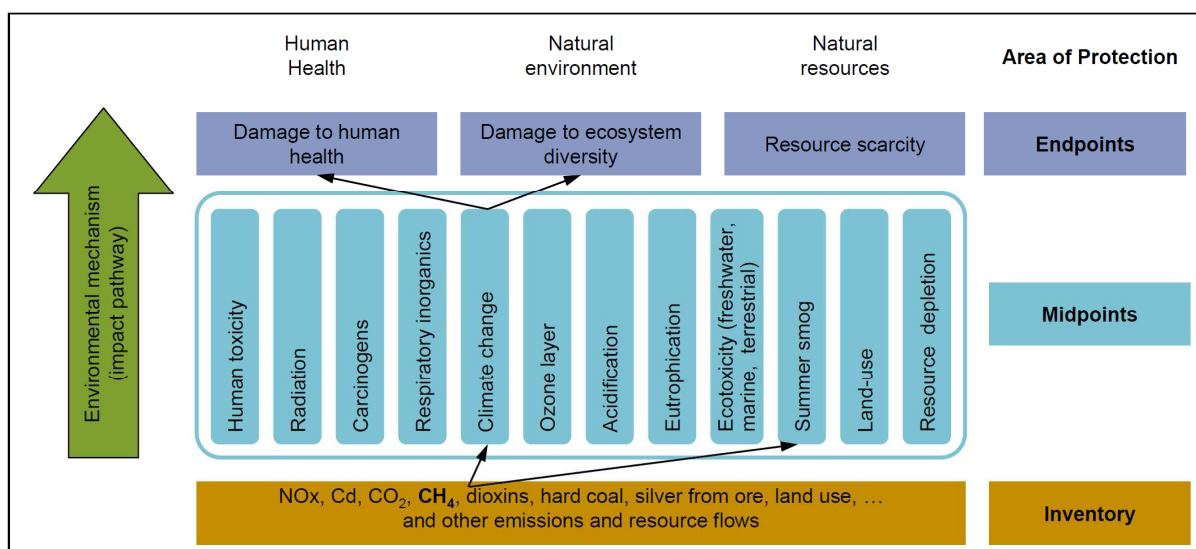 Human
Health
Natural
environment
Natural
resources
Area of Protection
Damage to human
health
Damage to ecosystem
diversity
Resource scarcity
Endpoints
Environmental mechanism
(impact pathway)
Human toxicity
Radiation
Carcinogens
Respiratory inorganics
Climate change
Ozone layer
Acidification
Eutrophication
Ecotoxicity (freshwater,
marine, terrestrial)
Summer smog
Land-use
Resource depletion
Midpoints
NOx, Cd, CO₂, CH₄, dioxins, hard coal, silver from ore, land use, …
and other emissions and resource flows
Inventory